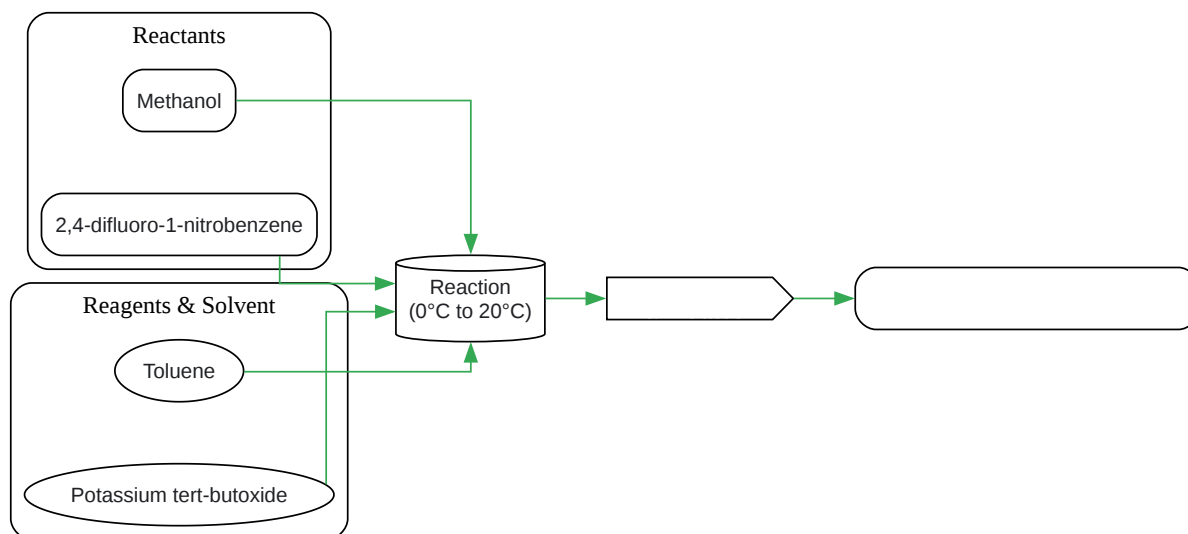 Reactants
Methanol
2,4-difluoro-1-nitrobenzene
Reaction
(0°C to 20°C)
Reagents & Solvent
Toluene
Potassium tert-butoxide